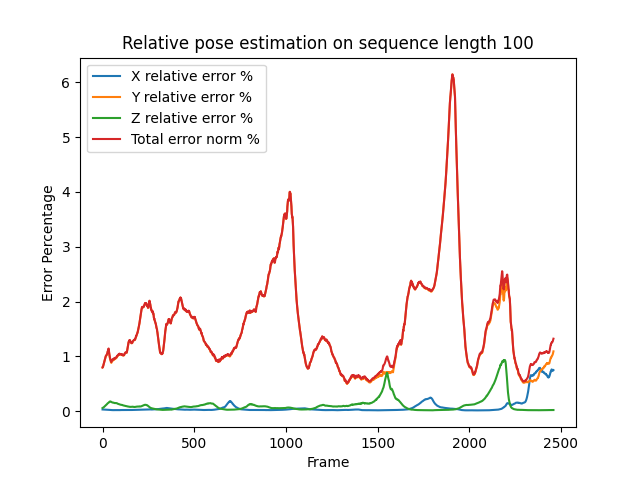 Relative pose estimation on sequence length 100
X relative error %
Y relative error %
Z relative error %
Total error norm %
Error Percentage
6
5
4
3
2
1
0
0
500
1000
1500
2000
2500
Frame